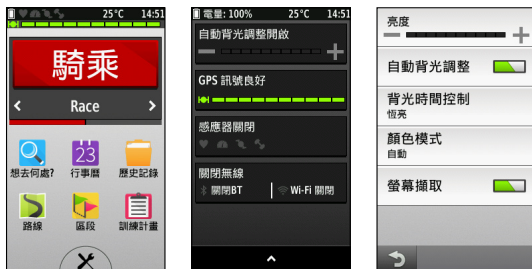 25°C 14:51
騎乘
Race
23
想去何處? 行事曆 歷史記錄
路線 區段 訓練計畫
電量: 100% 25°C 14:51
自動背光調整開啟
GPS 訊號良好
感應器關閉
關閉無線
關閉BT Wi-Fi 關閉
亮度
自動背光調整
背光時間控制
恆亮
顏色模式
自動
螢幕擷取